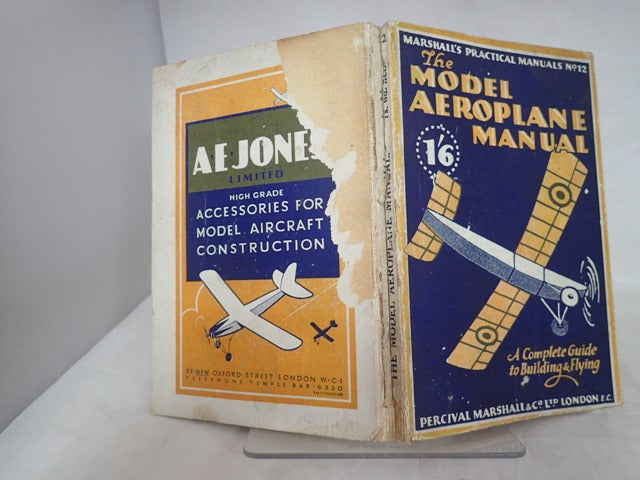 AE JONE
LIMITED
HIGH GRADE
ACCESSORIES FOR
MODEL AIRCRAFT
CONSTRUCTION
NEW OXFORD STREET LONDON W·C·1
TELEPHONE·TEMPLE BAR·6350
THE MODEL AEROPLANE MANUAL.
MARSHALL'S PRACTICAL MANUALS Nº12
The
MODEL
AEROPLANE
MANUAL
1/6
A Complete Guide
to Building & Flying
PERCIVAL MARSHALL & Cº LTD LONDON E.C.